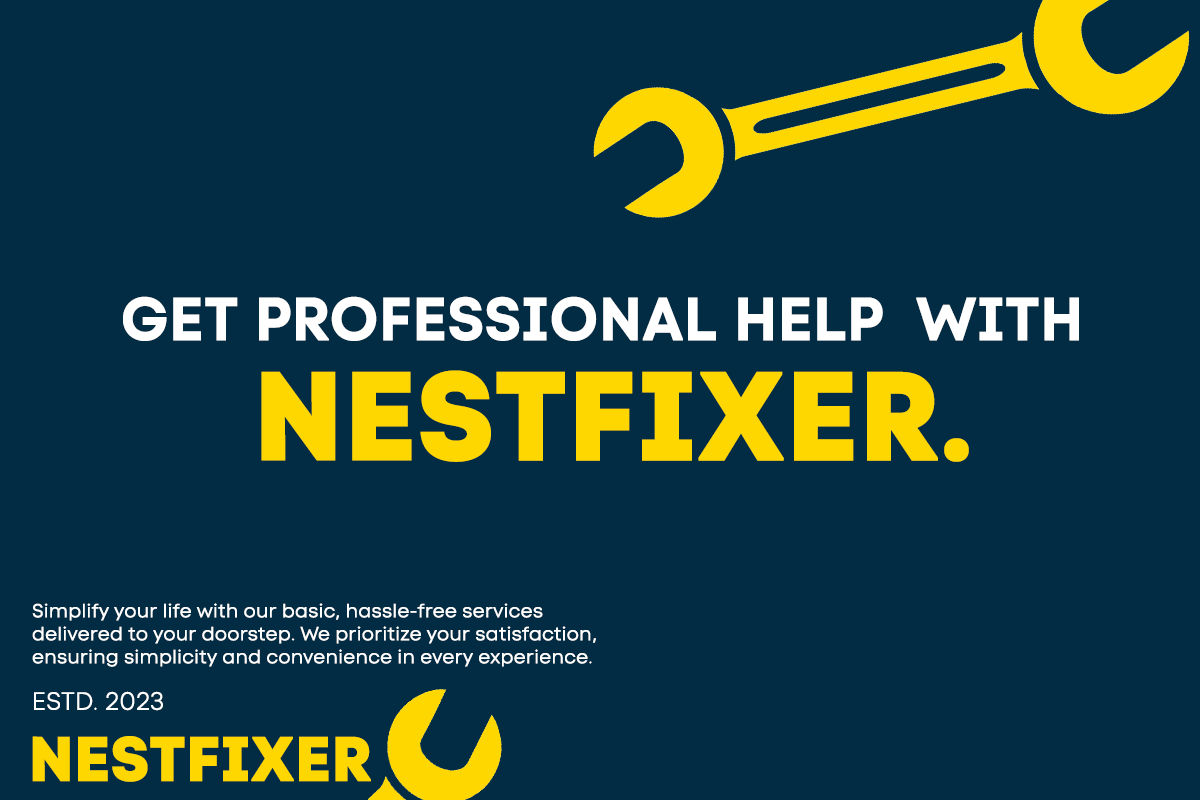 GET PROFESSIONAL HELP WITH
NESTFIXER.
Simplify your life with our basic, hassle-free services
delivered to your doorstep. We prioritize your satisfaction,
ensuring simplicity and convenience in every experience.
ESTD. 2023
NESTFIXER